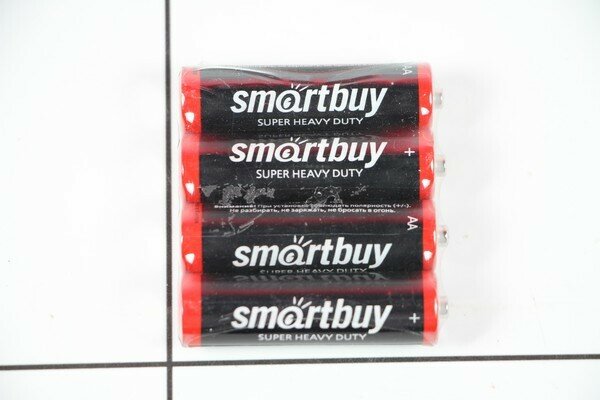 AA
smartbuy
SUPER HEAVY DUTY
smartbuy +
SUPER HEAVY DUTY
Внимание! При установке соблюдать полярность (+/-).
Не разбирать, не заряжать, не бросать в огонь.
AA
smartbuy
SUPER HEAVY DUTY
smartbuy +
SUPER HEAVY DUTY